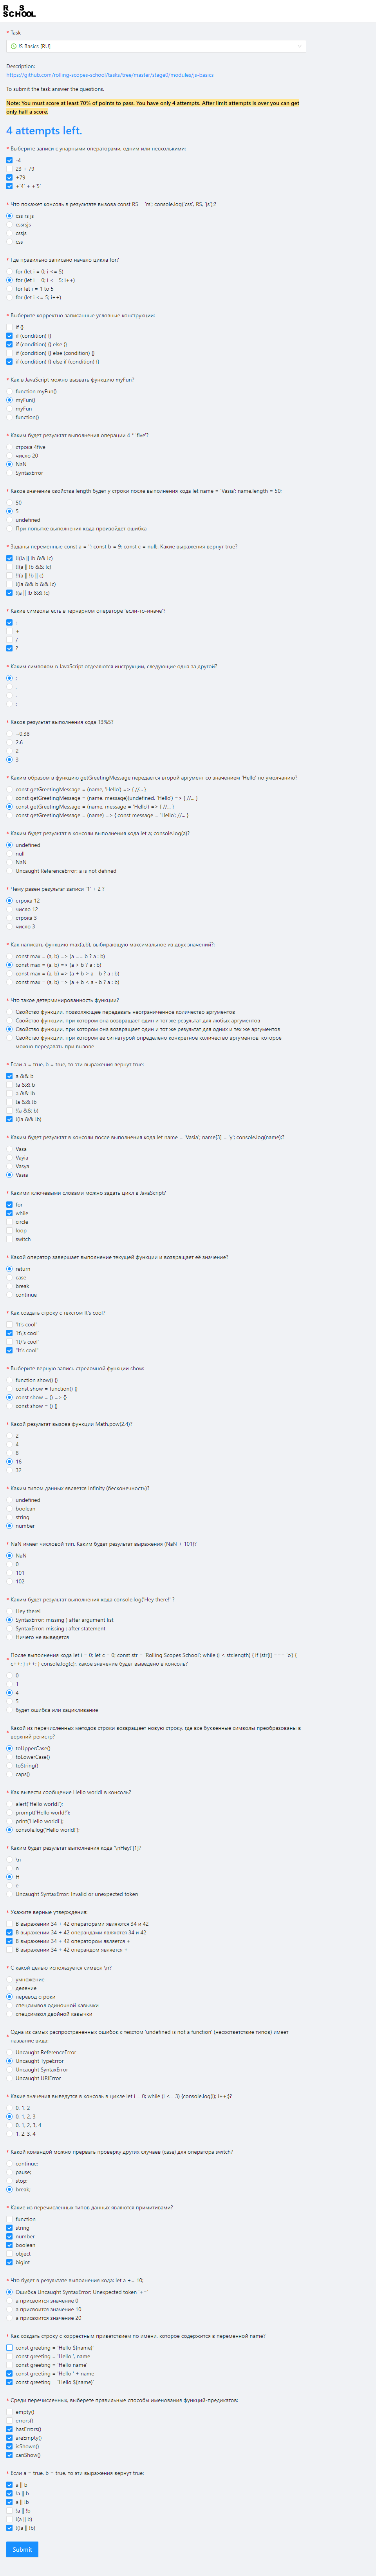 RS
SCHOOL
* Task
JS Basics [RU]
Description:
https://github.com/rolling-scopes-school/tasks/tree/master/stage0/modules/js-basics
To submit the task answer the questions.
Note: You must score at least 70% of points to pass. You have only 4 attempts. After limit attempts is over you can get
only half a score.
4 attempts left.
* Выберите записи с унарными операторами, одним или несколькими:
-4
23 + 79
+79
+'4' + +'5'
* Что покажет консоль в результате вызова const RS = 'rs'; console.log('css', RS, 'js');?
css rs js
cssrsjs
cssjs
css
* Где правильно записано начало цикла for?
for (let i = 0; i <= 5)
for (let i = 0; i <= 5; i++)
for let i = 1 to 5
for (let i <= 5; i++)
* Выберите корректно записанные условные конструкции:
if {}
if (condition) {}
if (condition) {} else {}
if (condition) {} else (condition) {}
if (condition) {} else if (condition) {}
* Как в JavaScript можно вызвать функцию myFun?
function myFun()
myFun()
myFun
function()
* Каким будет результат выполнения операции 4 * 'five'?
строка 4five
число 20
NaN
SyntaxError
* Какое значение свойства length будет у строки после выполнения кода let name = 'Vasia'; name.length = 50;
50
5
undefined
При попытке выполнения кода произойдет ошибка
* Заданы переменные const a = ''; const b = 9; const c = null. Какие выражения вернут true?
!(!a || !b && !c)
!(a || !b && !c)
!(a || !b || c)
!(!a && b && !c)
!(a || !b && !c)
* Какие символы есть в тернарном операторе 'если-то-иначе'?
:
+
/
?
* Каким символом в JavaScript отделяются инструкции, следующие одна за другой?
;
,
.
:
* Каков результат выполнения кода 13%5?
~0.38
2.6
2
3
* Каким образом в функцию getGreetingMessage передается второй аргумент со значением 'Hello' по умолчанию?
const getGreetingMessage = (name, 'Hello') => { //... }
const getGreetingMessage = (name, message)(undefined, 'Hello') => { //... }
const getGreetingMessage = (name, message = 'Hello') => { //... }
const getGreetingMessage = (name) => { const message = 'Hello'; //... }
* Каким будет результат в консоли выполнения кода let a; console.log(a)?
undefined
null
NaN
Uncaught ReferenceError: a is not defined
* Чему равен результат записи '1' + 2 ?
строка 12
число 12
строка 3
число 3
* Как написать функцию max(a,b), выбирающую максимальное из двух значений?:
const max = (a, b) => (a == b ? a : b)
const max = (a, b) => (a > b ? a : b)
const max = (a, b) => (a + b > a - b ? a : b)
const max = (a, b) => (a + b < a - b ? a : b)
* Что такое детерминированность функции?
Свойство функции, позволяющее передавать неограниченное количество аргументов
Свойство функции, при котором она возвращает один и тот же результат для любых аргументов
Свойство функции, при котором она возвращает один и тот же результат для одних и тех же аргументов
Свойство функции, при котором ее сигнатурой определено конкретное количество аргументов, которое
можно передавать при вызове
* Если a = true, b = true, то эти выражения вернут true:
a && b
!a && b
a && !b
!a && !b
!(a && b)
!(!a && !b)
* Каким будет результат в консоли после выполнения кода let name = 'Vasia'; name[3] = 'y'; console.log(name);?
Vasa
Vayia
Vasya
Vasia
* Какими ключевыми словами можно задать цикл в JavaScript?
for
while
circle
loop
switch
* Какой оператор завершает выполнение текущей функции и возвращает её значение?
return
case
break
continue
* Как создать строку с текстом It's cool?
'It's cool'
'It\'s cool'
'It/'s cool'
"It's cool"
* Выберите верную запись стрелочной функции show:
function show() {}
const show = function() {}
const show = () => {}
const show = () {}
* Какой результат вызова функции Math.pow(2,4)?
2
4
8
16
32
* Каким типом данных является Infinity (бесконечность)?
undefined
boolean
string
number
* NaN имеет числовой тип. Каким будет результат выражения (NaN + 101)?
NaN
0
101
102
* Каким будет результат выполнения кода console.log('Hey there!' ?
Hey there!
SyntaxError: missing ) after argument list
SyntaxError: missing ; after statement
Ничего не выведется
* После выполнения кода let i = 0; let c = 0; const str = 'Rolling Scopes School'; while (i < str.length) { if (str[i] === 'o') {
c++; } i++; } console.log(c);, какое значение будет выведено в консоль?
0
1
4
5
будет ошибка или зацикливание
* Какой из перечисленных методов строки возвращает новую строку, где все буквенные символы преобразованы в
верхний регистр?
toUpperCase()
toLowerCase()
toString()
caps()
* Как вывести сообщение Hello world! в консоль?
alert('Hello world!');
prompt('Hello world!');
print('Hello world!');
console.log('Hello world!');
* Каким будет результат выполнения кода '\nHey!'[1]?
\n
n
H
e
Uncaught SyntaxError: Invalid or unexpected token
* Укажите верные утверждения:
В выражении 34 + 42 операторами являются 34 и 42
В выражении 34 + 42 операндами являются 34 и 42
В выражении 34 + 42 оператором является +
В выражении 34 + 42 операндом является +
* С какой целью используется символ \n?
умножение
деление
перевод строки
спецсимвол одиночной кавычки
спецсимвол двойной кавычки
* Одна из самых распространенных ошибок с текстом 'undefined is not a function' (несоответствие типов) имеет
название вида:
Uncaught ReferenceError
Uncaught TypeError
Uncaught SyntaxError
Uncaught URIError
* Какие значения выведутся в консоль в цикле let i = 0; while (i <= 3) {console.log(i); i++;}?
0, 1, 2
0, 1, 2, 3
0, 1, 2, 3, 4
1, 2, 3, 4
* Какой командой можно прервать проверку других случаев (case) для оператора switch?
continue;
pause;
stop;
break;
* Какие из перечисленных типов данных являются примитивами?
function
string
number
boolean
object
bigint
* Что будет в результате выполнения кода: let a += 10;
Ошибка Uncaught SyntaxError: Unexpected token '+='
a присвоится значение 0
a присвоится значение 10
a присвоится значение 20
* Как создать строку с корректным приветствием по имени, которое содержится в переменной name?
const greeting = 'Hello ${name}'
const greeting = 'Hello ', name
const greeting = 'Hello name'
const greeting = 'Hello ' + name
const greeting = `Hello ${name}`
* Среди перечисленных, выберете правильные способы именования функций-предикатов:
empty()
errors()
hasErrors()
areEmpty()
isShown()
canShow()
* Если a = true, b = true, то эти выражения вернут true:
a || b
!a || b
a || !b
!a || !b
!(a || b)
!(!a || !b)
Submit